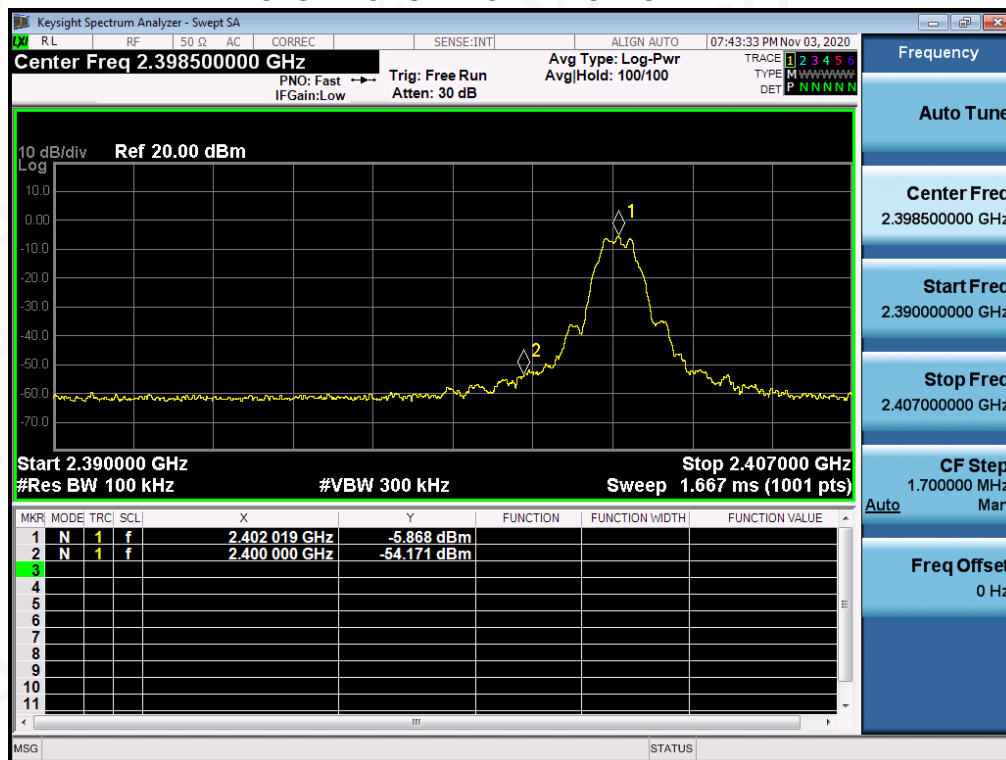 Keysight Spectrum Analyzer - Swept SA
LXI RL RF 50 Ω AC CORREC SENSE:INT ALIGN AUTO 07:43:33 PM Nov 03, 2020
Center Freq 2.398500000 GHz
PNO: Fast
IFGain:Low
Trig: Free Run
Atten: 30 dB
Avg Type: Log-Pwr
Avg|Hold: 100/100
TRACE 1 2 3 4 5 6
TYPE M WWWWW
DET P N N N N N
10 dB/div Ref 20.00 dBm
Log
10.0
0.00
-10.0
-20.0
-30.0
-40.0
-50.0
-60.0
-70.0
1
2
Start 2.390000 GHz Stop 2.407000 GHz
#Res BW 100 kHz #VBW 300 kHz Sweep 1.667 ms (1001 pts)
MKR MODE TRC SCL X Y FUNCTION FUNCTION WIDTH FUNCTION VALUE
1 N 1 f 2.402 019 GHz -5.868 dBm
2 N 1 f 2.400 000 GHz -54.171 dBm
3
4
5
6
7
8
9
10
11
MSG STATUS
Frequency
Auto Tune
Center Freq
2.398500000 GHz
Start Freq
2.390000000 GHz
Stop Freq
2.407000000 GHz
CF Step
1.700000 MHz
Auto Man
Freq Offset
0 Hz